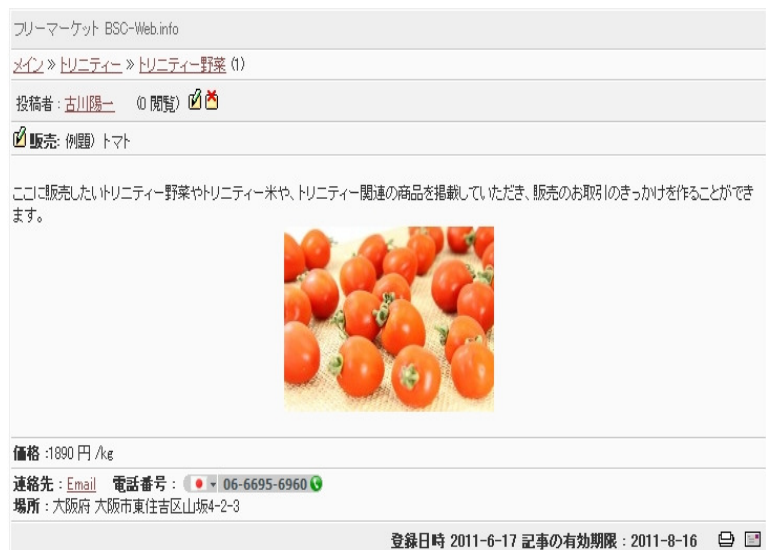 フリーマーケット BSC-Web.info
メイン » トリニティー » トリニティー野菜 (1)
投稿者 : 古川陽一 (0 閲覧)
販売: 例題) トマト
ここに販売したいトリニティー野菜やトリニティー米や、トリニティー関連の商品を掲載していただき、販売のお取引のきっかけを作ることができ
ます。
価格 :1890 円 /kg
連絡先 : Email 電話番号 : 06-6695-6960
場所 : 大阪府 大阪市東住吉区山坂4-2-3
登録日時 2011-6-17 記事の有効期限 : 2011-8-16